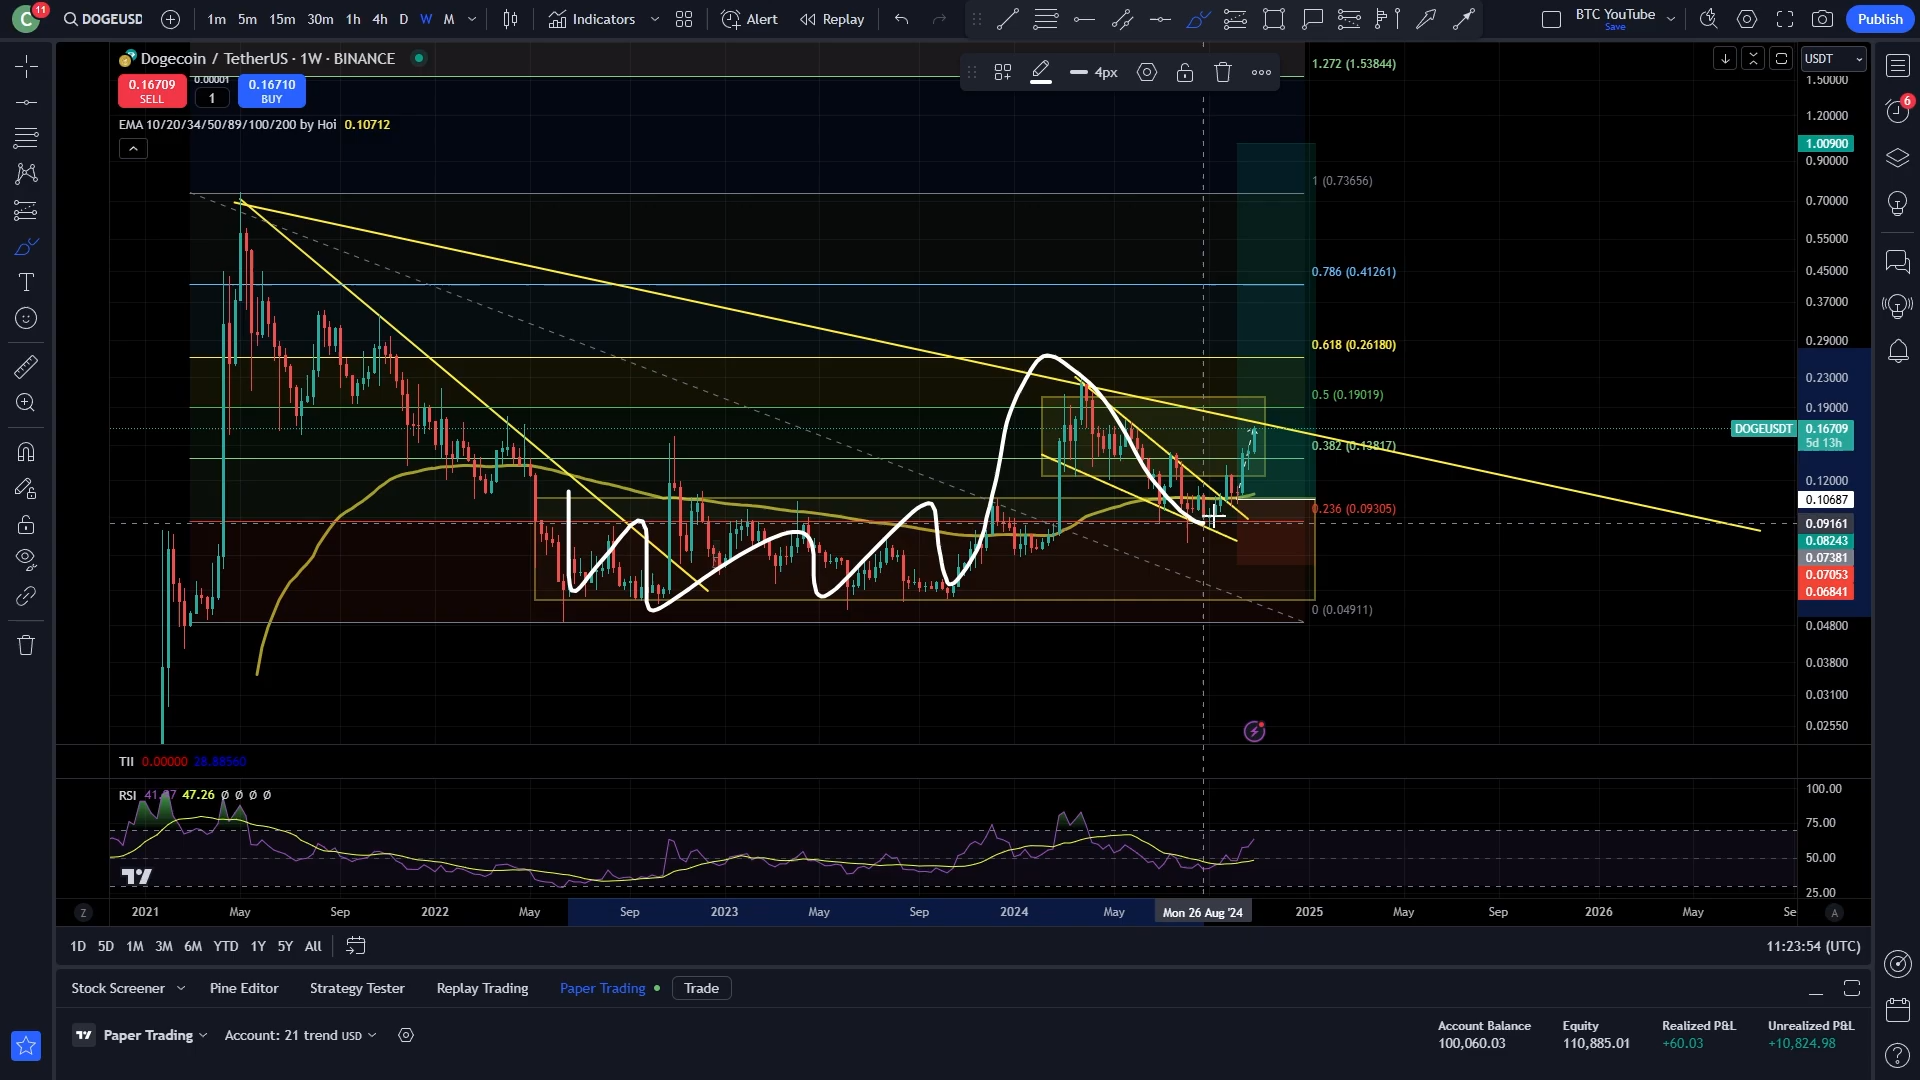 C 11 DOGEUSD 1m 5m 15m 30m 1h 4h D W M Indicators Alert Replay BTC YouTube Save Publish
Dogecoin / TetherUS · 1W · BINANCE
0.16709 SELL
0.00001
1
0.16710 BUY
EMA 10/20/34/50/89/100/200 by Hoi 0.10712
4px
USDT
1.272 (1.53844)
1 (0.73656)
0.786 (0.41261)
0.618 (0.26180)
0.5 (0.19019)
0.382 (0.13817)
0.236 (0.09305)
0 (0.04911)
1.50000
1.20000
1.00900
0.90000
0.70000
0.55000
0.45000
0.37000
0.29000
0.23000
0.19000
DOGEUSDT 0.16709
5d 13h
0.12000
0.10687
0.09161
0.08243
0.07381
0.07053
0.06841
0.04800
0.03800
0.03100
0.02550
6
TII 0.00000 28.88560
RSI 47.26 Ø Ø Ø Ø
100.00
75.00
50.00
25.00
Z 2021 May Sep 2022 May Sep 2023 May Sep 2024 May Mon 26 Aug '24 2025 May Sep 2026 May Se A
1D 5D 1M 3M 6M YTD 1Y 5Y All 11:23:54 (UTC)
Stock Screener Pine Editor Strategy Tester Replay Trading Paper Trading Trade
Paper Trading Account: 21 trend USD
Account Balance Equity Realized P&L Unrealized P&L
100,060.03 110,885.01 +60.03 +10,824.98